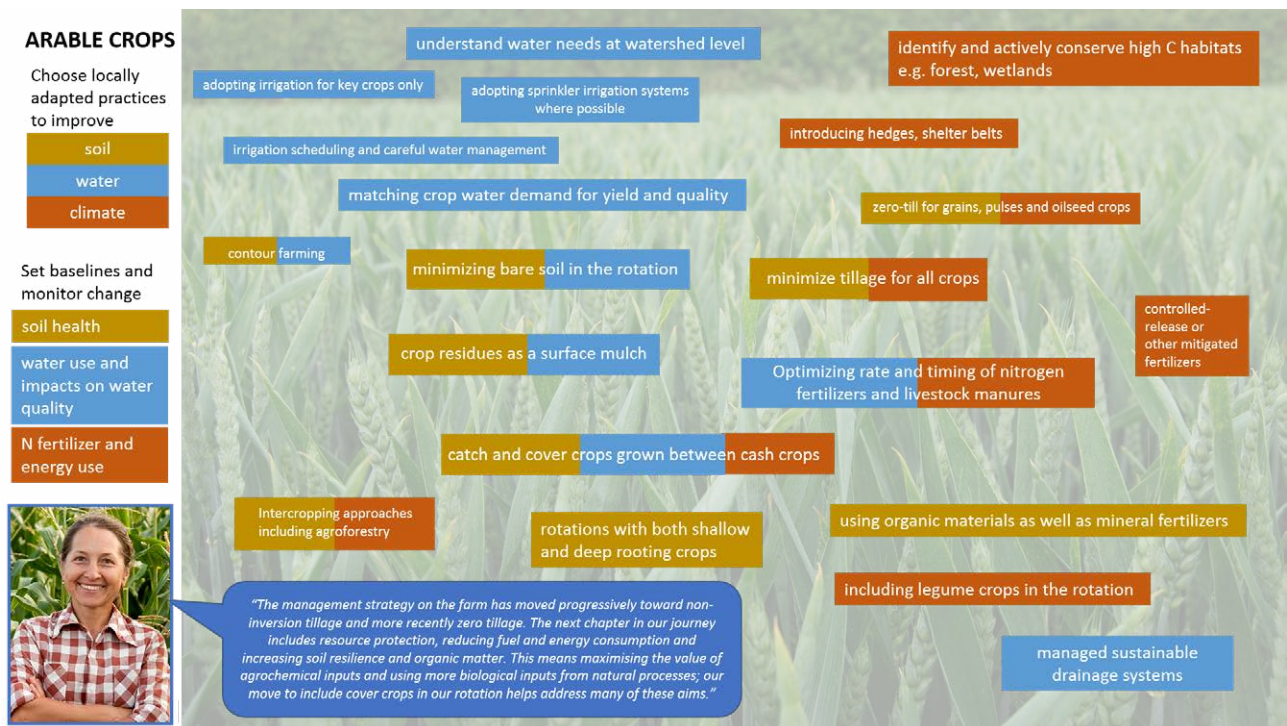 ARABLE CROPS
Choose locally
adapted practices
to improve
soil
water
climate
Set baselines and
monitor change
soil health
water use and
impacts on water
quality
N fertilizer and
energy use
understand water needs at watershed level
identify and actively conserve high C habitats
e.g. forest, wetlands
adopting irrigation for key crops only
adopting sprinkler irrigation systems
where possible
introducing hedges, shelter belts
irrigation scheduling and careful water management
matching crop water demand for yield and quality
zero-till for grains, pulses and oilseed crops
contour farming
minimizing bare soil in the rotation
minimize tillage for all crops
controlled-
release or
other mitigated
fertilizers
crop residues as a surface mulch
Optimizing rate and timing of nitrogen
fertilizers and livestock manures
catch and cover crops grown between cash crops
Intercropping approaches
including agroforestry
rotations with both shallow
and deep rooting crops
using organic materials as well as mineral fertilizers
including legume crops in the rotation
managed sustainable
drainage systems
"The management strategy on the farm has moved progressively toward non-
inversion tillage and more recently zero tillage. The next chapter in our journey
includes resource protection, reducing fuel and energy consumption and
increasing soil resilience and organic matter. This means maximising the value of
agrochemical inputs and using more biological inputs from natural processes; our
move to include cover crops in our rotation helps address many of these aims."